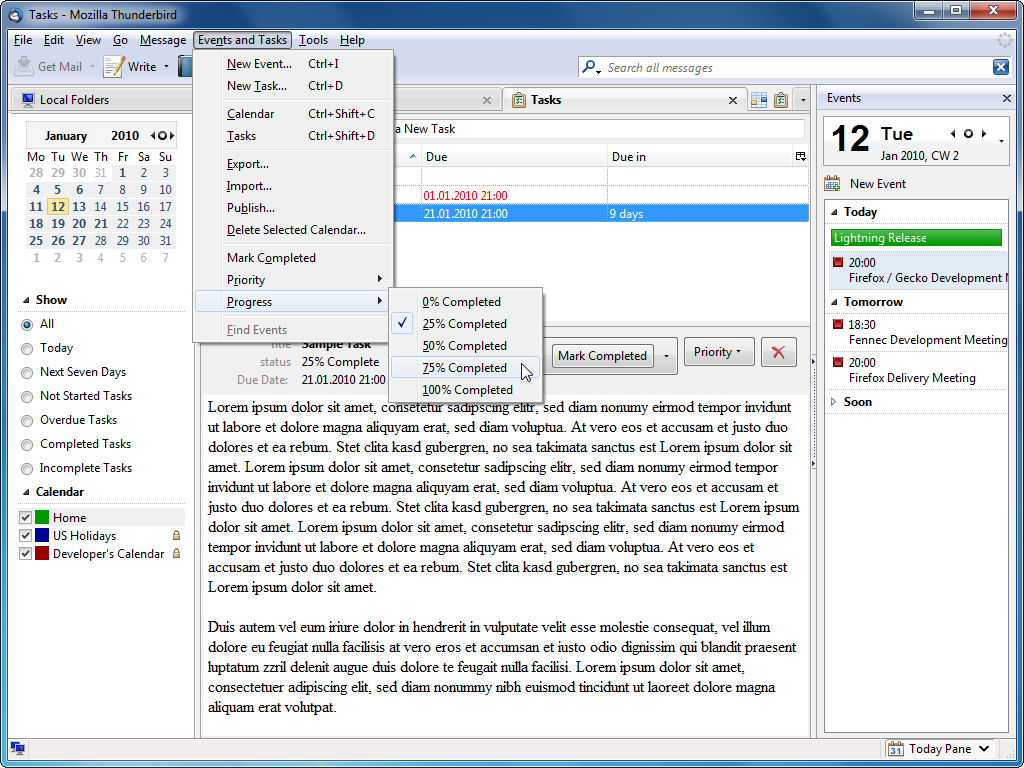 Tasks - Mozilla Thunderbird
File Edit View Go Message Events and Tasks Tools Help
Get Mail Write
Search all messages
New Event... Ctrl+I
New Task... Ctrl+D
Calendar Ctrl+Shift+C
Tasks Ctrl+Shift+D
Export...
Import...
Publish...
Delete Selected Calendar...
Mark Completed
Priority
Progress
Find Events
0% Completed
25% Completed
50% Completed
75% Completed
100% Completed
Local Folders
Tasks
January 2010
Mo Tu We Th Fr Sa Su
28 29 30 31 1 2 3
4 5 6 7 8 9 10
11 12 13 14 15 16 17
18 19 20 21 22 23 24
25 26 27 28 29 30 31
1 2 3 4 5 6 7
Show
All
Today
Next Seven Days
Not Started Tasks
Overdue Tasks
Completed Tasks
Incomplete Tasks
Calendar
Home
US Holidays
Developer's Calendar
a New Task
Due Due in
01.01.2010 21:00
21.01.2010 21:00 9 days
title Sample Task
status 25% Complete
Due Date: 21.01.2010 21:00
Mark Completed Priority
Lorem ipsum dolor sit amet, consetetur sadipscing elitr, sed diam nonumy eirmod tempor invidunt
ut labore et dolore magna aliquyam erat, sed diam voluptua. At vero eos et accusam et justo duo
dolores et ea rebum. Stet clita kasd gubergren, no sea takimata sanctus est Lorem ipsum dolor sit
amet. Lorem ipsum dolor sit amet, consetetur sadipscing elitr, sed diam nonumy eirmod tempor
invidunt ut labore et dolore magna aliquyam erat, sed diam voluptua. At vero eos et accusam et
justo duo dolores et ea rebum. Stet clita kasd gubergren, no sea takimata sanctus est Lorem ipsum
dolor sit amet. Lorem ipsum dolor sit amet, consetetur sadipscing elitr, sed diam nonumy eirmod
tempor invidunt ut labore et dolore magna aliquyam erat, sed diam voluptua. At vero eos et
accusam et justo duo dolores et ea rebum. Stet clita kasd gubergren, no sea takimata sanctus est
Lorem ipsum dolor sit amet.
Duis autem vel eum iriure dolor in hendrerit in vulputate velit esse molestie consequat, vel illum
dolore eu feugiat nulla facilisis at vero eros et accumsan et iusto odio dignissim qui blandit praesent
luptatum zzril delenit augue duis dolore te feugait nulla facilisi. Lorem ipsum dolor sit amet,
consectetuer adipiscing elit, sed diam nonummy nibh euismod tincidunt ut laoreet dolore magna
aliquam erat volutpat.
Events
12 Tue
Jan 2010, CW 2
New Event
Today
Lightning Release
20:00
Firefox / Gecko Development
Tomorrow
18:30
Fennec Development Meeting
20:00
Firefox Delivery Meeting
Soon
31 Today Pane